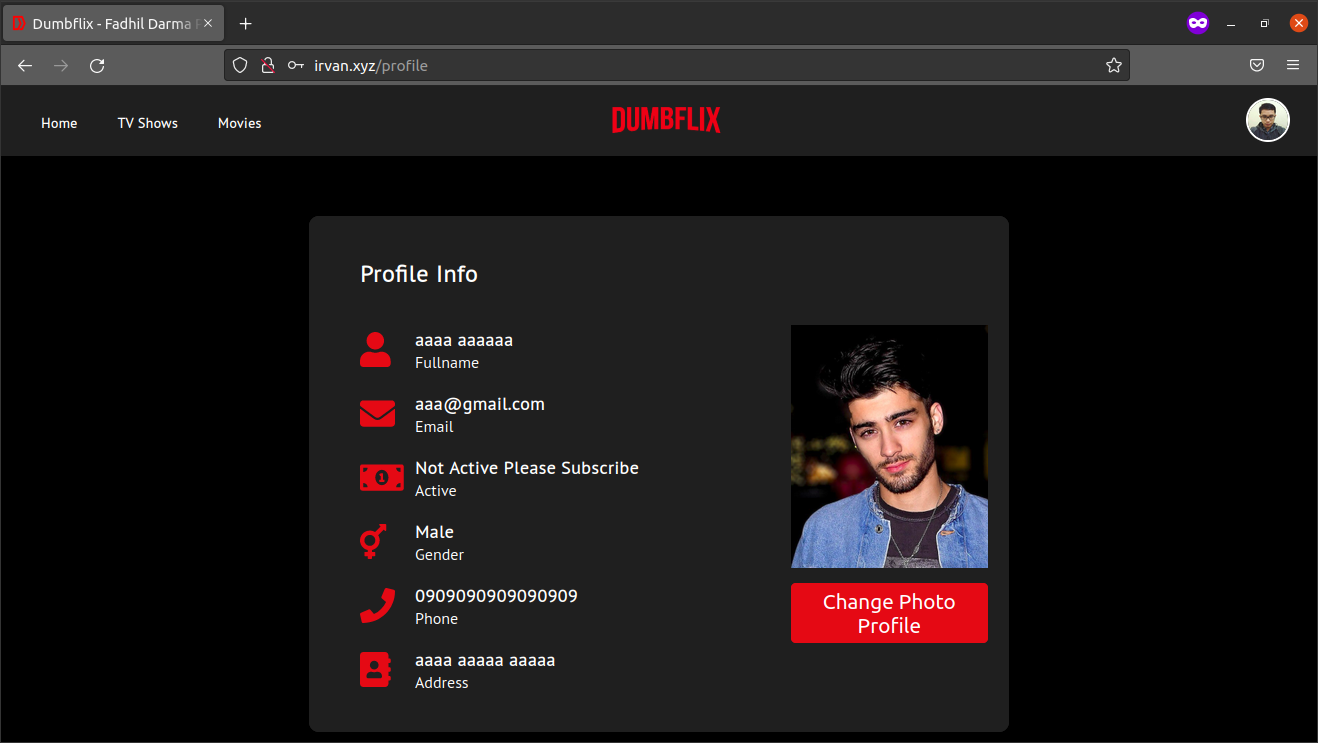 Dumbflix - Fadhil Darma
irvan.xyz/profile
Home
TV Shows
Movies
DUMBFLIX
Profile Info
aaaa aaaaaa
Fullname
aaa@gmail.com
Email
Not Active Please Subscribe
Active
1
Male
Gender
0909090909090909
Phone
aaaa aaaaa aaaaa
Address
Change Photo
Profile